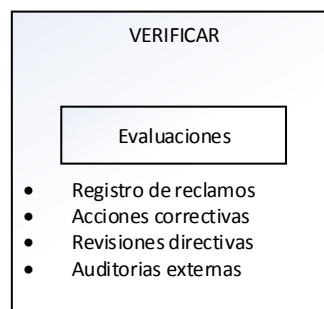 VERIFICAR
Evaluaciones
• Registro de reclamos
• Acciones correctivas
• Revisiones directivas
• Auditorias externas